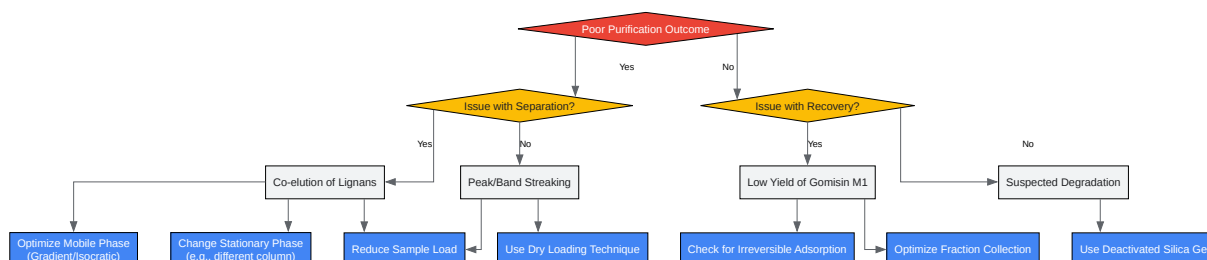 Poor Purification Outcome
Yes
No
Issue with Separation?
Issue with Recovery?
Yes
No
Yes
No
Co-elution of Lignans
Peak/Band Streaking
Low Yield of Gomisin M1
Suspected Degradation
Optimize Mobile Phase
(Gradient/Isocratic)
Change Stationary Phase
(e.g., different column)
Reduce Sample Load
Use Dry Loading Technique
Check for Irreversible Adsorption
Optimize Fraction Collection
Use Deactivated Silica Ge